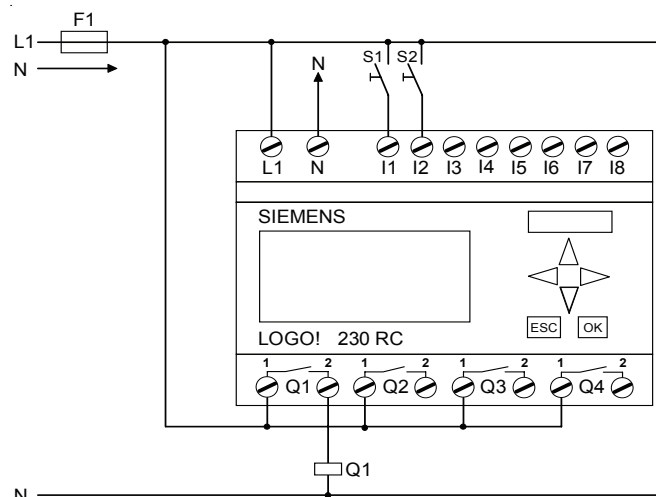 F1
L1
N
N
S1 S2
L1 N I1 I2 I3 I4 I5 I6 I7 I8
SIEMENS
ESC OK
LOGO! 230 RC
1 2 1 2 1 2 1 2
Q1 Q2 Q3 Q4
Q1
N